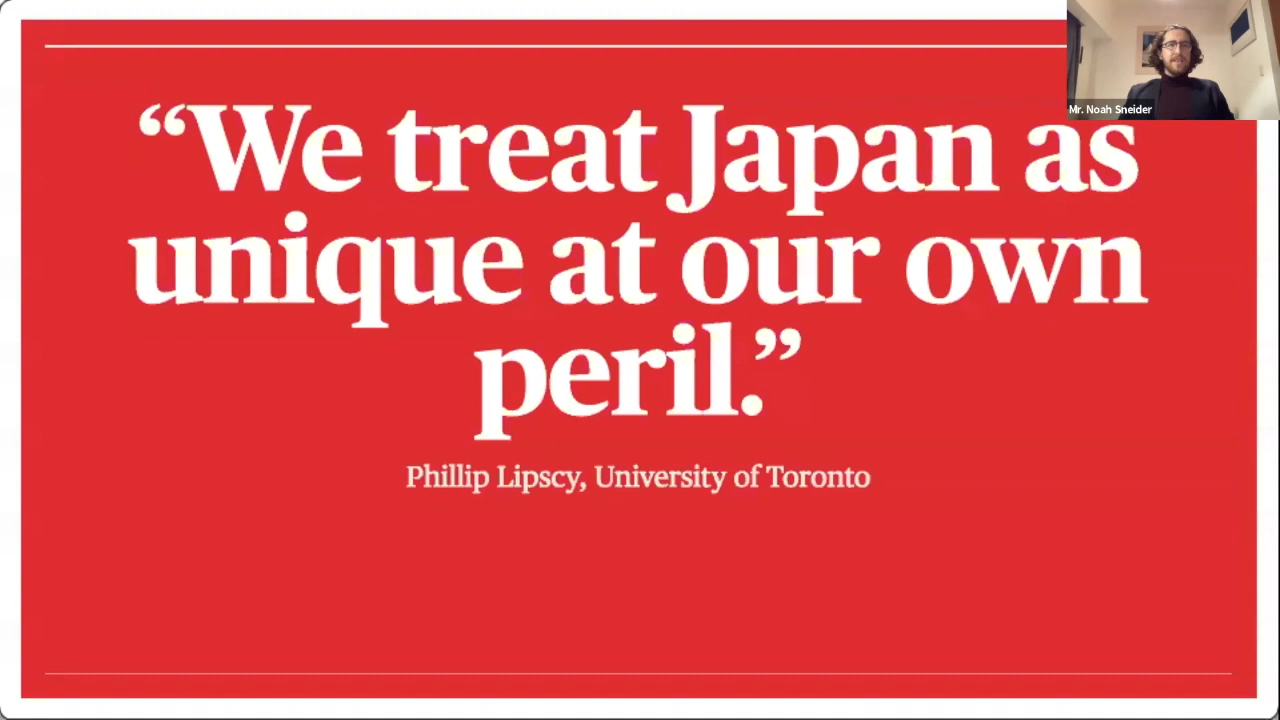 “We treat Japan as
unique at our own
peril.”
Phillip Lipscy, University of Toronto
Mr. Noah Sneider